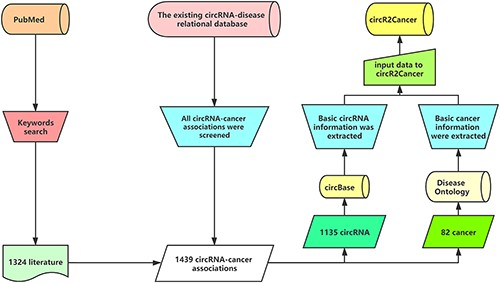 PubMed
The existing circRNA-disease
relational database
circR2Cancer
input data to
circR2Cancer
Keywords
search
All circRNA-cancer
associations were
screened
Basic circRNA
information was
extracted
Basic cancer
information were
extracted
circBase
Disease
Ontology
1135 circRNA
82 cancer
1324 literature
1439 circRNA-cancer
associations